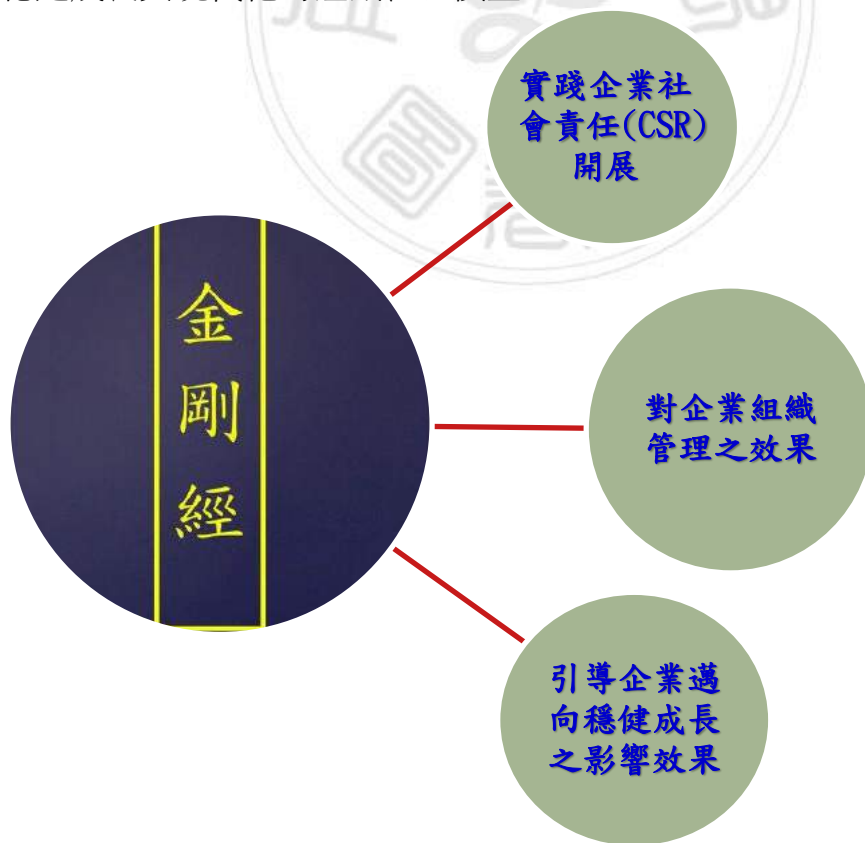 實踐企業社
會責任(CSR)
開展
金
剛
經
對企業組織
管理之效果
引導企業邁
向穩健成長
之影響效果